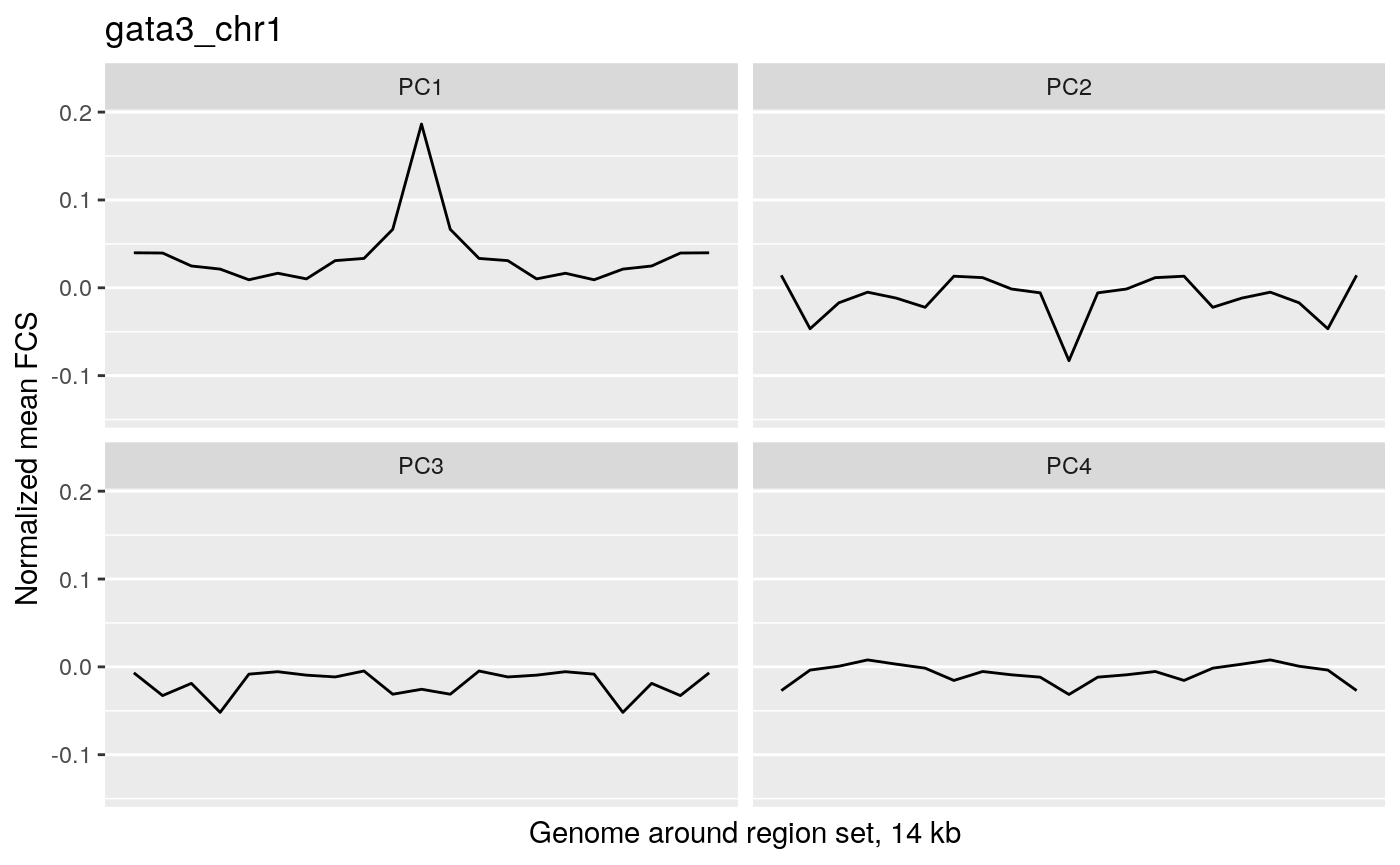 gata3_chr1
PC1
PC2
0.2
0.1
0.0
-0.1
PC3
PC4
0.2
0.1
0.0
-0.1
Normalized mean FCS
Genome around region set, 14 kb